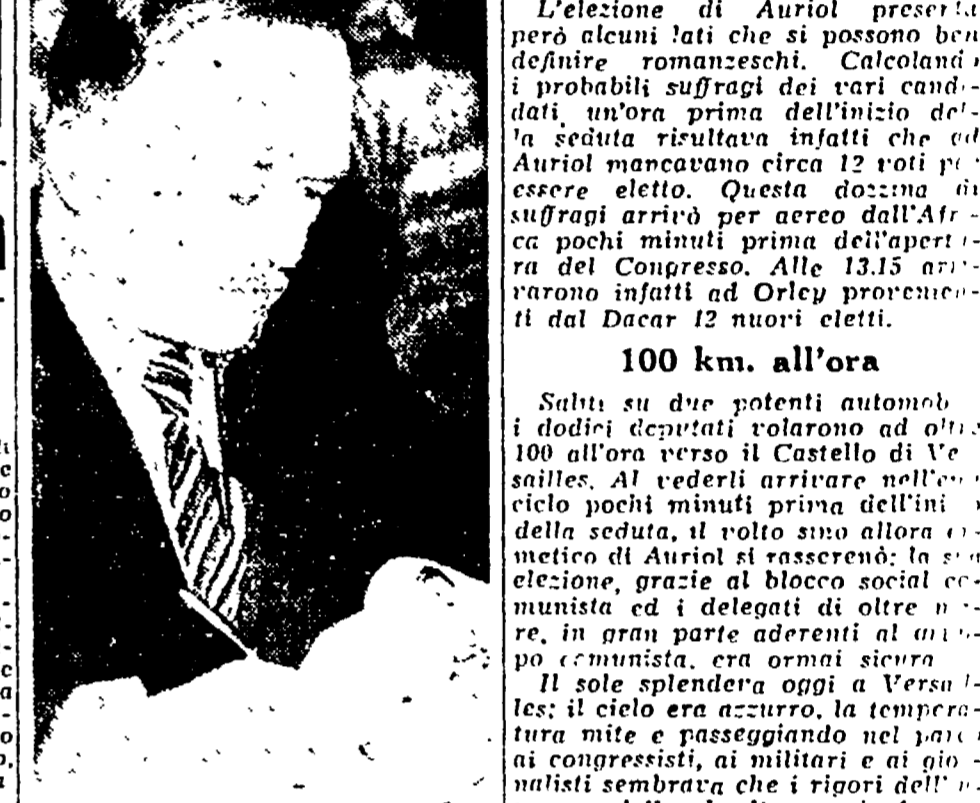 L'elezione di Auriol presenta
però alcuni lati che si possono ben
definire romanzeschi. Calcoland
i probabili suffragi dei vari candi-
dati, un'ora prima dell'inizio del-
la seduta risultava infatti che ad
Auriol mancavano circa 12 voti pe
essere eletto. Questa dozzina di
suffragi arrivò per aereo dall'Afri-
ca pochi minuti prima dell'apertu-
ra del Congresso. Alle 13.15 arri-
varono infatti ad Orley provenien-
ti dal Dacar 12 nuovi eletti.
100 km. all'ora
Saliti su due potenti automob
i dodici deputati volarono ad oltre
100 all'ora verso il Castello di Ve
sailles. Al vederli arrivare nell'
ciclo pochi minuti prima dell'ini
della seduta, il volto sino allora
metico di Auriol si rasserenò: la sua
elezione, grazie al blocco social co-
munista ed i delegati di oltre
re, in gran parte aderenti al
po comunista, era ormai sicura
Il sole splendeva oggi a Versa
les: il cielo era azzurro, la tempera-
tura mite e passeggiando nel
ai congressisti, ai militari e ai gio-
nalisti sembrava che i rigori dell'